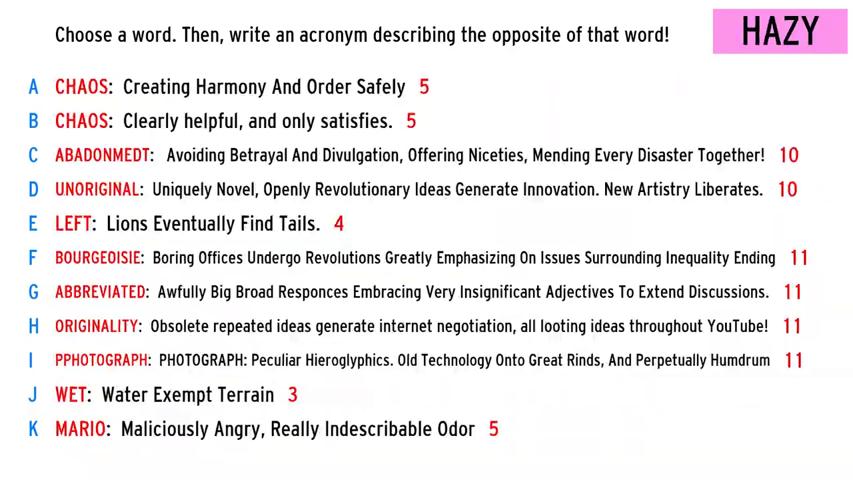 Choose a word. Then, write an acronym describing the opposite of that word!
HAZY
A CHAOS: Creating Harmony And Order Safely 5
B CHAOS: Clearly helpful, and only satisfies. 5
C ABADONMEDT: Avoiding Betrayal And Divulgation, Offering Niceties, Mending Every Disaster Together! 10
D UNORIGINAL: Uniquely Novel, Openly Revolutionary Ideas Generate Innovation. New Artistry Liberates. 10
E LEFT: Lions Eventually Find Tails. 4
F BOURGEOISIE: Boring Offices Undergo Revolutions Greatly Emphasizing On Issues Surrounding Inequality Ending 11
G ABBREVIATED: Awfully Big Broad Responces Embracing Very Insignificant Adjectives To Extend Discussions. 11
H ORIGINALITY: Obsolete repeated ideas generate internet negotiation, all looting ideas throughout YouTube! 11
I PPHOTOGRAPH: PHOTOGRAPH: Peculiar Hieroglyphics. Old Technology Onto Great Rinds, And Perpetually Humdrum 11
J WET: Water Exempt Terrain 3
K MARIO: Maliciously Angry, Really Indescribable Odor 5